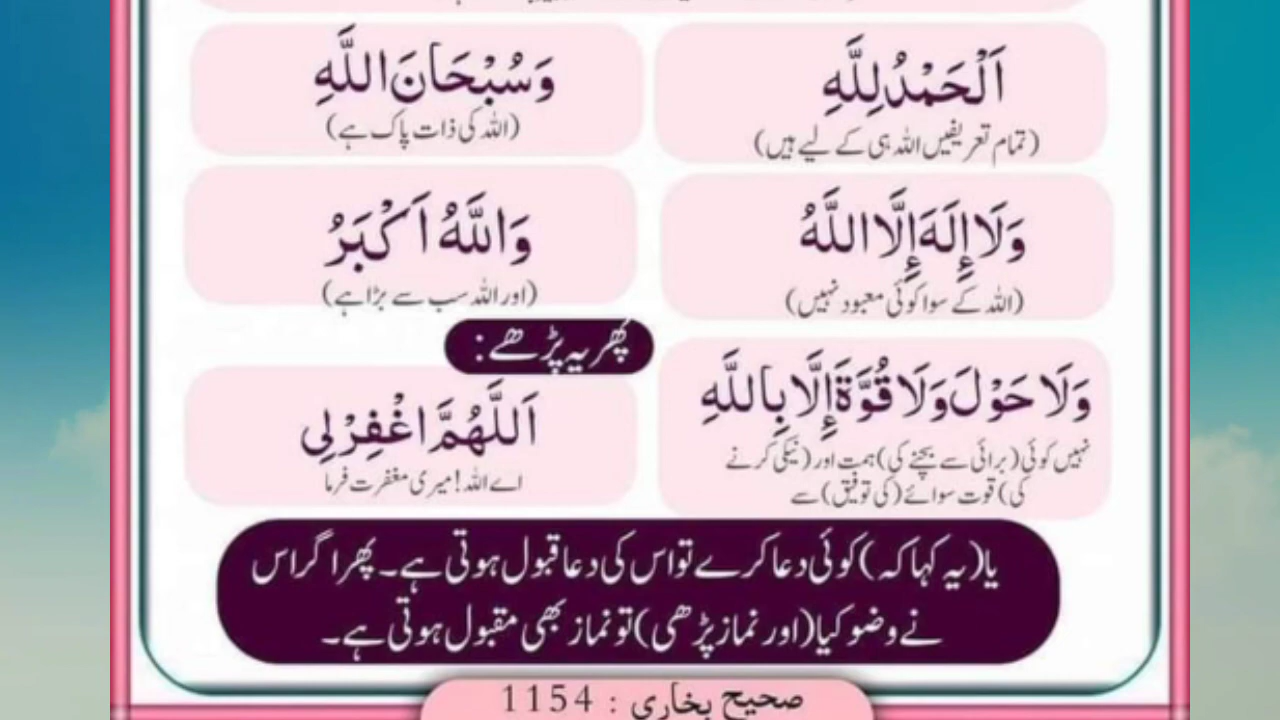 اَلْحَمْدُلِلَّهِ
(تمام تعریفیں اللہ ہی کے لیے ہیں)
وَسُبْحَانَ اللَّهِ
(اللہ کی ذات پاک ہے)
وَلَا إِلَهَ إِلَّا اللَّهُ
(اللہ کے سوا کوئی معبود نہیں)
وَاللَّهُ اَكْبَرُ
(اور اللہ سب سے بڑا ہے)
وَلَا حَوْلَ وَلَا قُوَّةَ إِلَّا بِاللَّهِ
نہیں کوئی (برائی سے بچنے کی) ہمت اور (نیکی کرنے
کی) قوت سوائے (کی توفیق) سے
پھر یہ پڑھے :
اَللَّهُمَّ اغْفِرْ لِی
اے اللہ! میری مغفرت فرما
یا (یہ کہا کہ) کوئی دعا کرے تو اس کی دعا قبول ہوتی ہے۔ پھر اگر اس
نے وضو کیا (اور نماز پڑھی) تو نماز بھی مقبول ہوتی ہے۔
صحیح بخاری : 1154